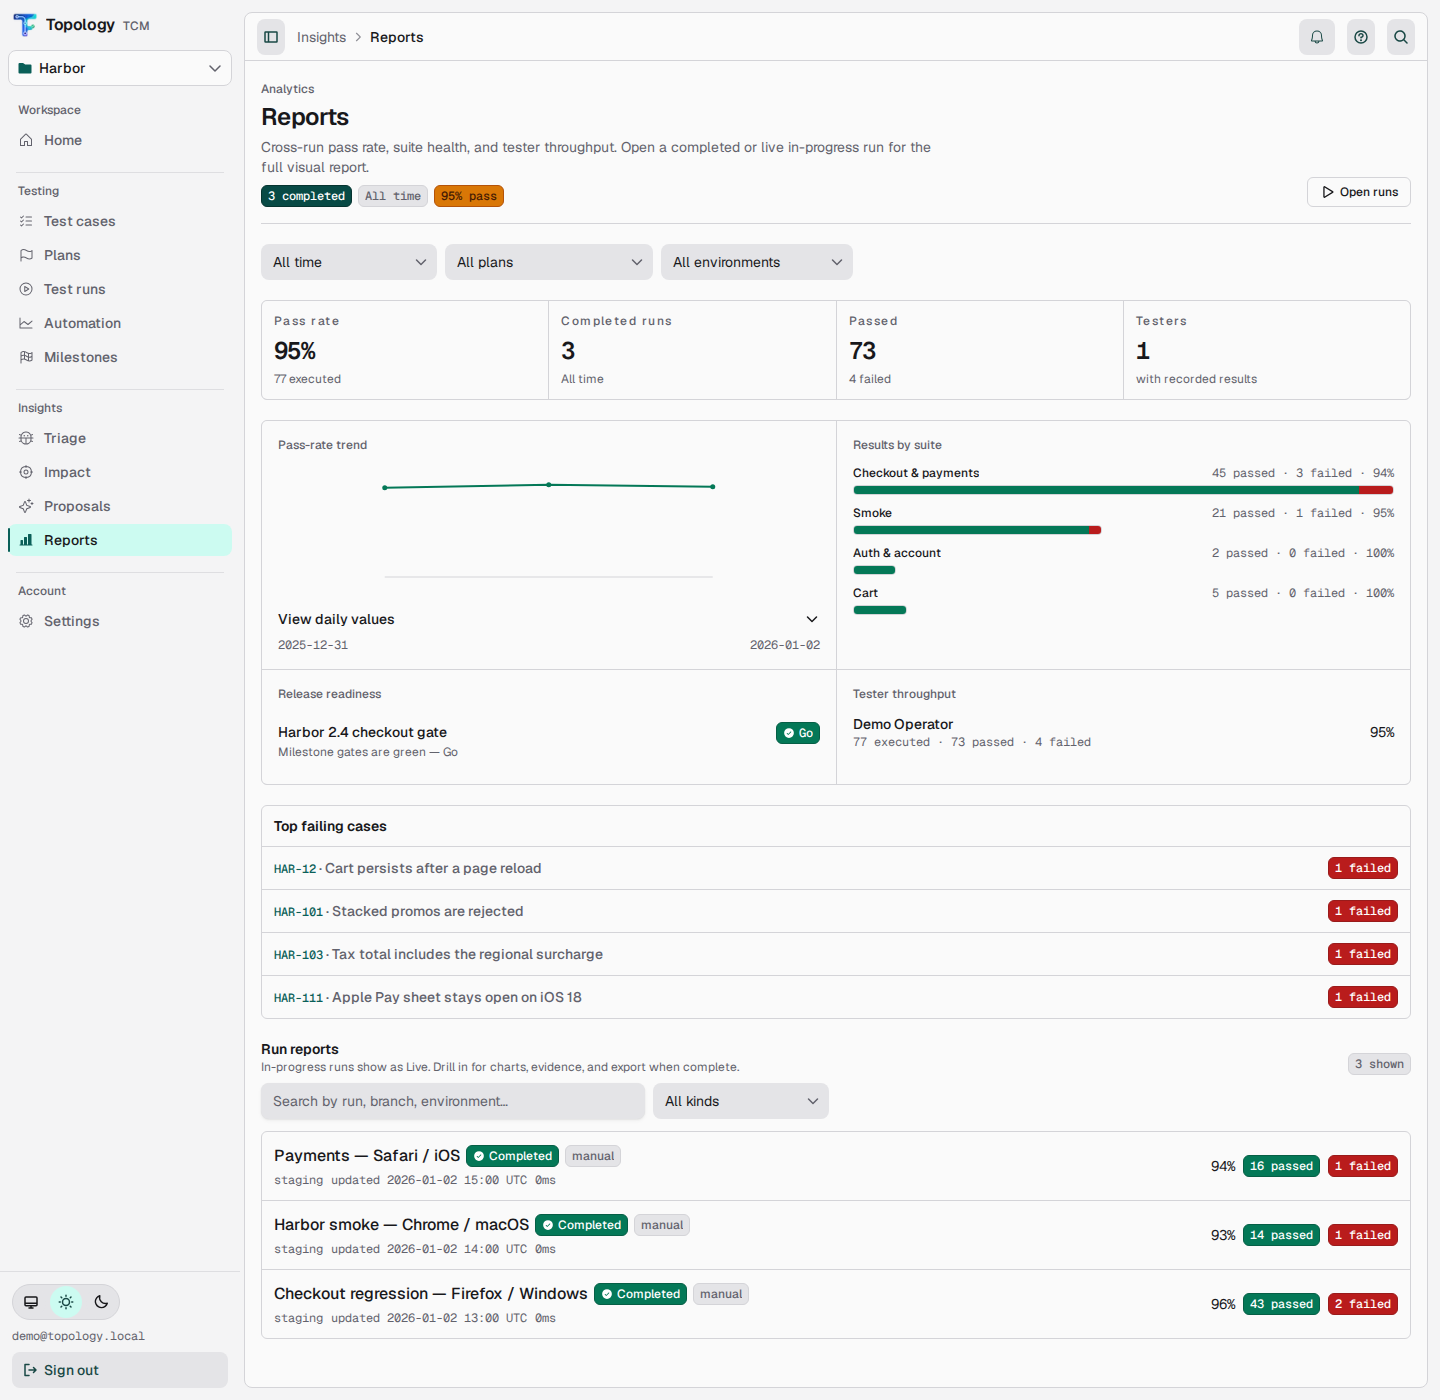 Topology TCM
Harbor
Workspace
Home
Testing
Test cases
Plans
Test runs
Automation
Milestones
Insights
Triage
Impact
Proposals
Reports
Account
Settings
demo@topology.local
Sign out
Insights > Reports
Analytics
Reports
Cross-run pass rate, suite health, and tester throughput. Open a completed or live in-progress run for the
full visual report.
3 completed All time 95% pass
Open runs
All time All plans All environments
Pass rate
95%
77 executed
Completed runs
3
All time
Passed
73
4 failed
Testers
1
with recorded results
Pass-rate trend
View daily values
2025-12-31 2026-01-02
Results by suite
Checkout & payments 45 passed · 3 failed · 94%
Smoke 21 passed · 1 failed · 95%
Auth & account 2 passed · 0 failed · 100%
Cart 5 passed · 0 failed · 100%
Release readiness
Harbor 2.4 checkout gate Go
Milestone gates are green — Go
Tester throughput
Demo Operator 95%
77 executed · 73 passed · 4 failed
Top failing cases
HAR-12 · Cart persists after a page reload 1 failed
HAR-101 · Stacked promos are rejected 1 failed
HAR-103 · Tax total includes the regional surcharge 1 failed
HAR-111 · Apple Pay sheet stays open on iOS 18 1 failed
Run reports
In-progress runs show as Live. Drill in for charts, evidence, and export when complete. 3 shown
Search by run, branch, environment… All kinds
Payments — Safari / iOS Completed manual 94% 16 passed 1 failed
staging updated 2026-01-02 15:00 UTC 0ms
Harbor smoke — Chrome / macOS Completed manual 93% 14 passed 1 failed
staging updated 2026-01-02 14:00 UTC 0ms
Checkout regression — Firefox / Windows Completed manual 96% 43 passed 2 failed
staging updated 2026-01-02 13:00 UTC 0ms